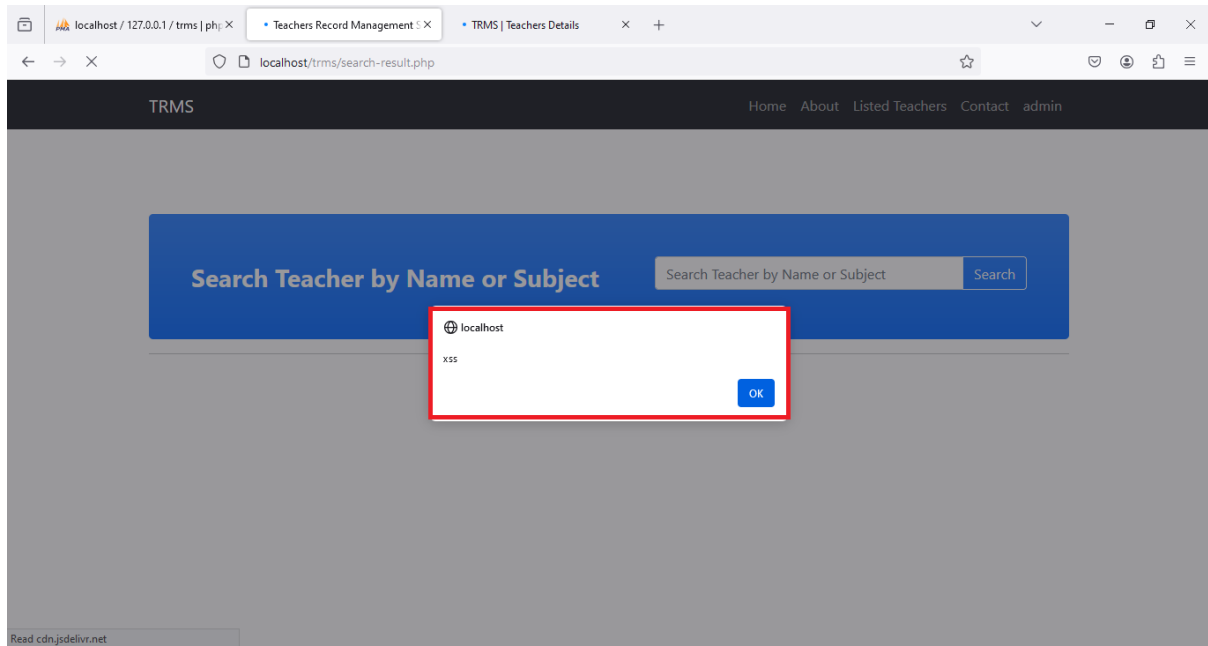 localhost / 127.0.0.1 / trms | php
Teachers Record Management S
TRMS | Teachers Details
localhost/trms/search-result.php
TRMS
Home About Listed Teachers Contact admin
Search Teacher by Name or Subject
Search Teacher by Name or Subject
Search
localhost
xss
OK
Read cdn.jsdelivr.net